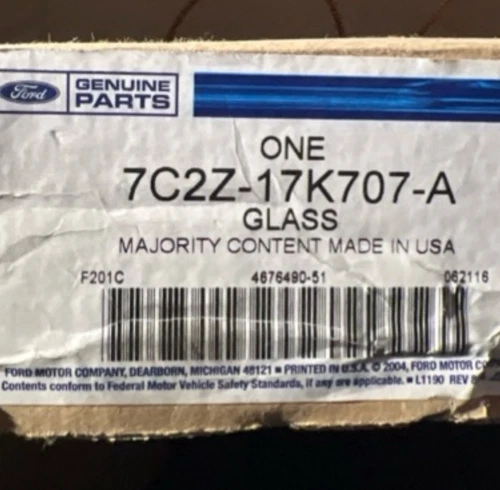 Ford GENUINE
PARTS
ONE
7C2Z-17K707-A
GLASS
MAJORITY CONTENT MADE IN USA
F201C 4676490-51 062116
FORD MOTOR COMPANY, DEARBORN, MICHIGAN 48121 ■ PRINTED IN U.S.A. © 2004, FORD MOTOR
Contents conform to Federal Motor Vehicle Safety Standards, if any are applicable. ■ L1190 REV